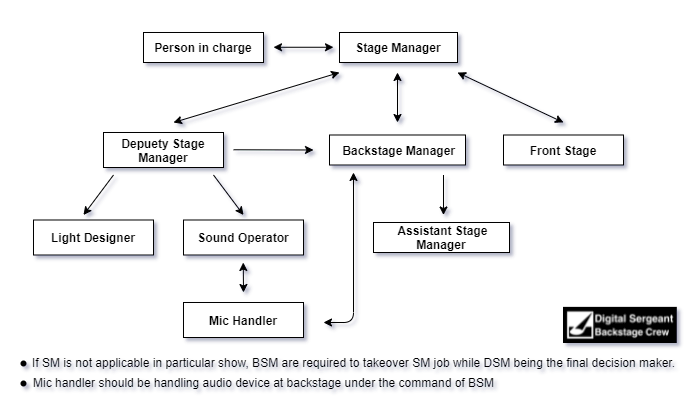 Person in charge
Stage Manager
Depuety Stage
Manager
Backstage Manager
Front Stage
Light Designer
Sound Operator
Assistant Stage
Manager
Mic Handler
Digital Sergeant
Backstage Crew
● If SM is not applicable in particular show, BSM are required to takeover SM job while DSM being the final decision maker.
● Mic handler should be handling audio device at backstage under the command of BSM